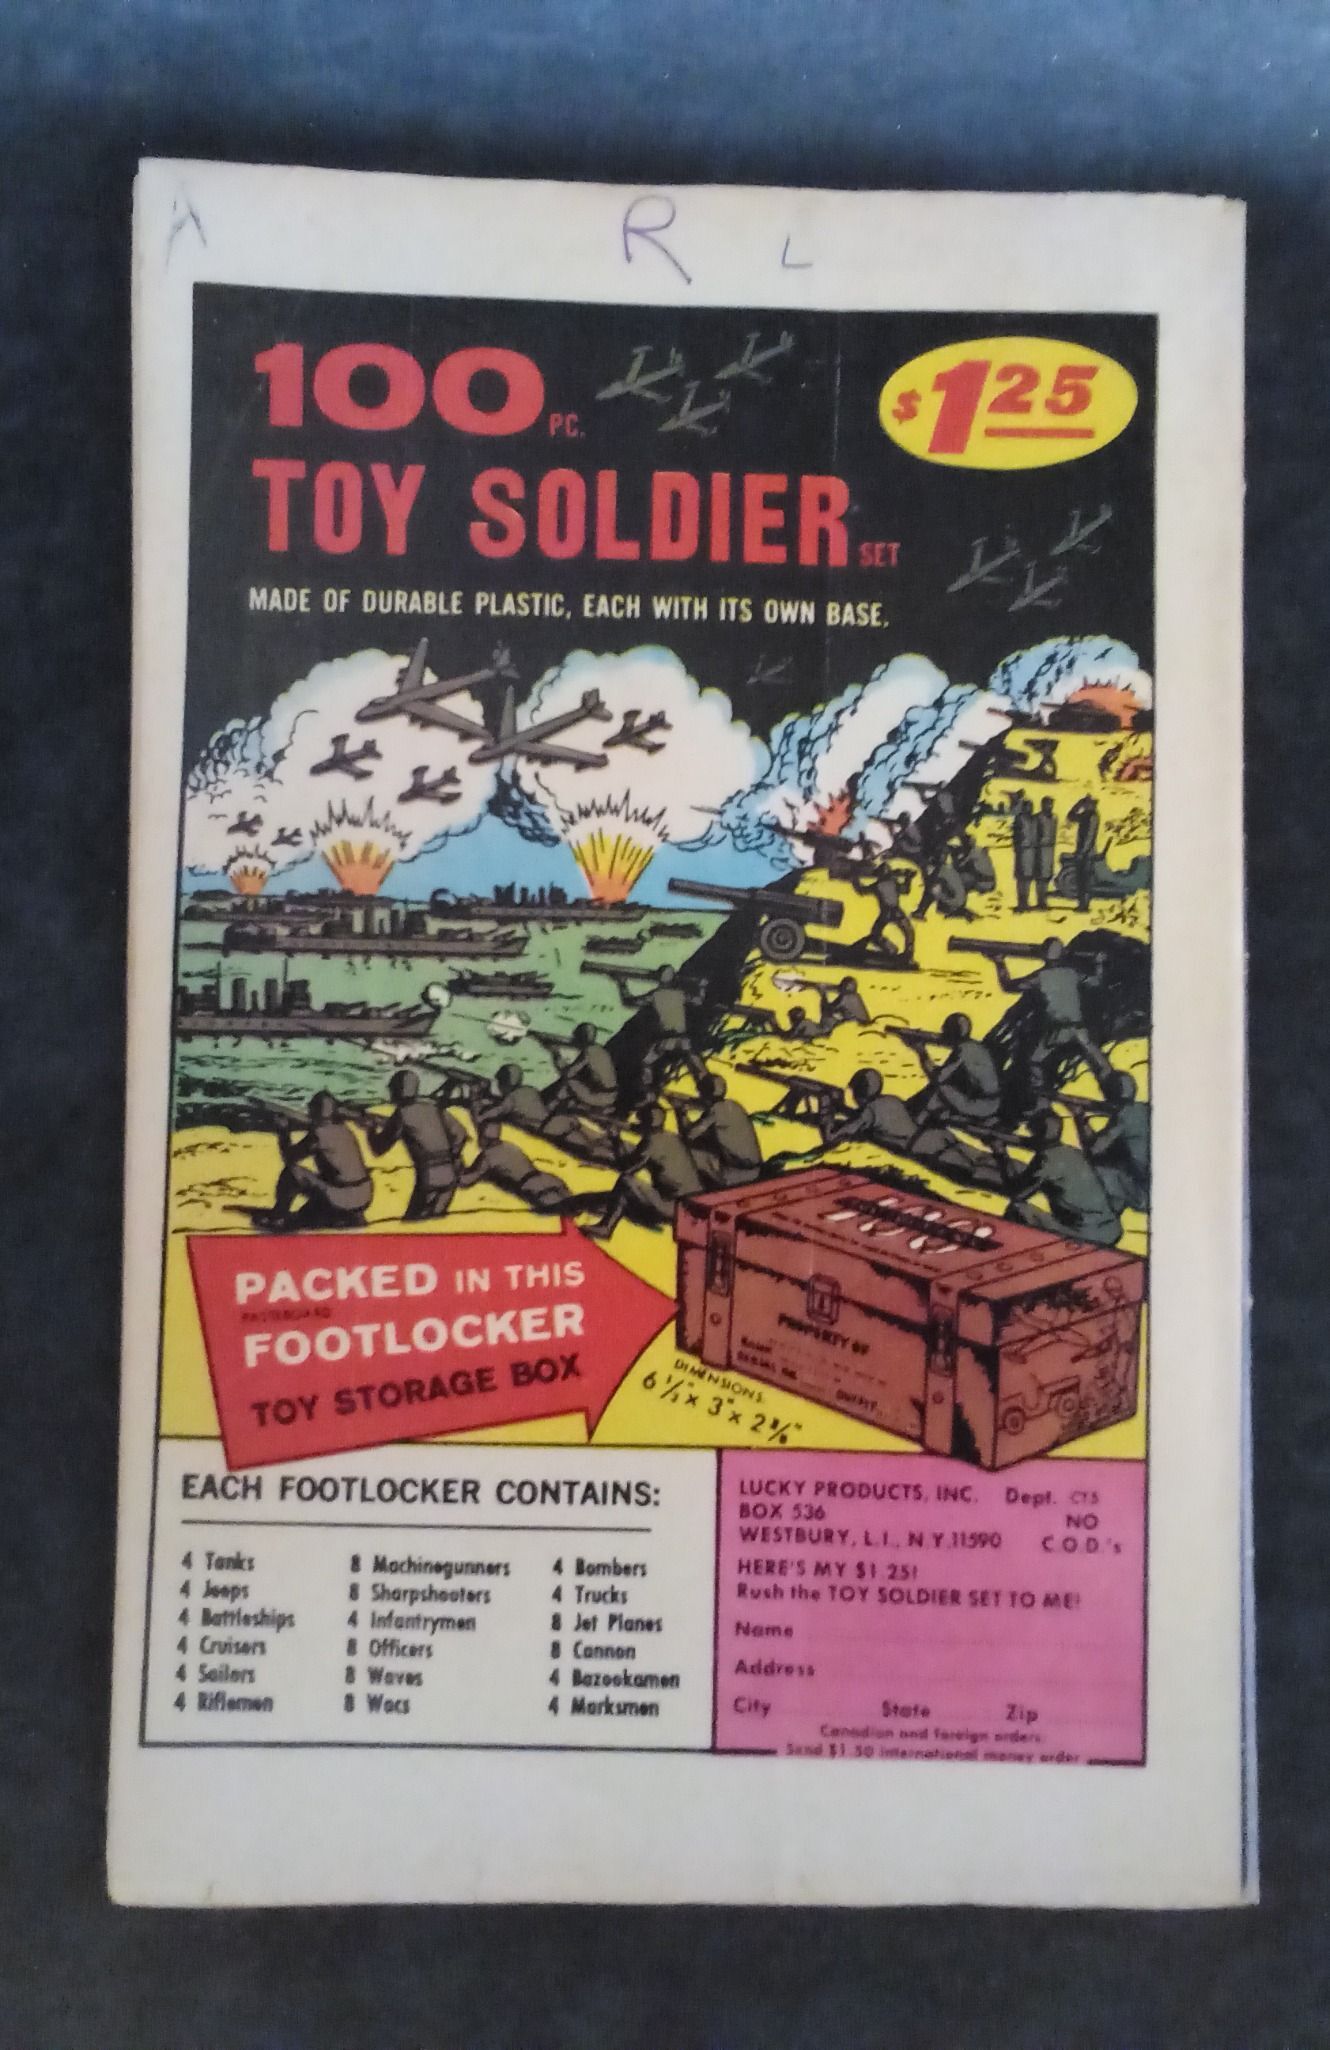 A R L
100 PC.
$1.25
TOY SOLDIER SET
MADE OF DURABLE PLASTIC, EACH WITH ITS OWN BASE.
PACKED IN THIS
PASTEBOARD
FOOTLOCKER
TOY STORAGE BOX
100
PROPERTY OF
DIMENSIONS:
6 1/2" x 3" x 2 3/8"
EACH FOOTLOCKER CONTAINS:
4 Tanks
4 Jeeps
4 Battleships
4 Cruisers
4 Sailors
4 Riflemen
8 Machinegunners
8 Sharpshooters
4 Infantrymen
8 Officers
8 Waves
8 Wacs
4 Bombers
4 Trucks
8 Jet Planes
8 Cannon
4 Bazookamen
4 Marksmen
LUCKY PRODUCTS, INC. Dept. CTS
BOX 536 NO
WESTBURY, L.I., N.Y. 11590 C.O.D.'s
HERE'S MY $1.25!
Rush the TOY SOLDIER SET TO ME!
Name
Address
City State Zip
Canadian and foreign orders:
Send $1.50 international money order